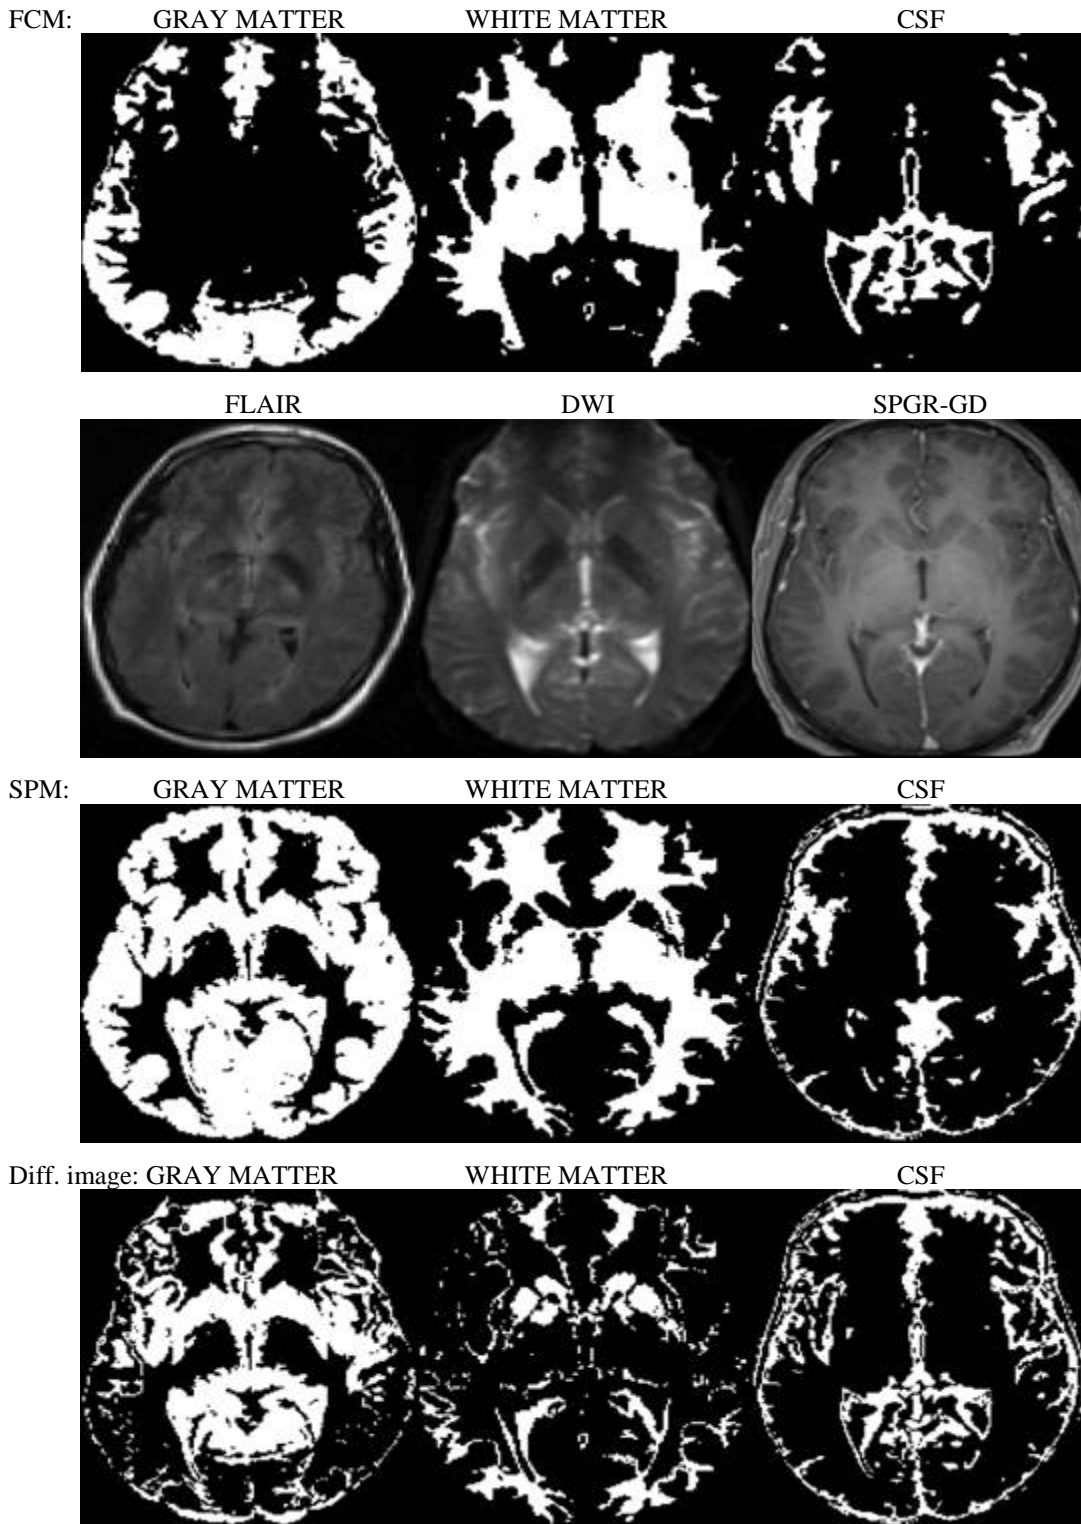 FCM: GRAY MATTER WHITE MATTER CSF
FLAIR DWI SPGR-GD
SPM: GRAY MATTER WHITE MATTER CSF
Diff. image: GRAY MATTER WHITE MATTER CSF